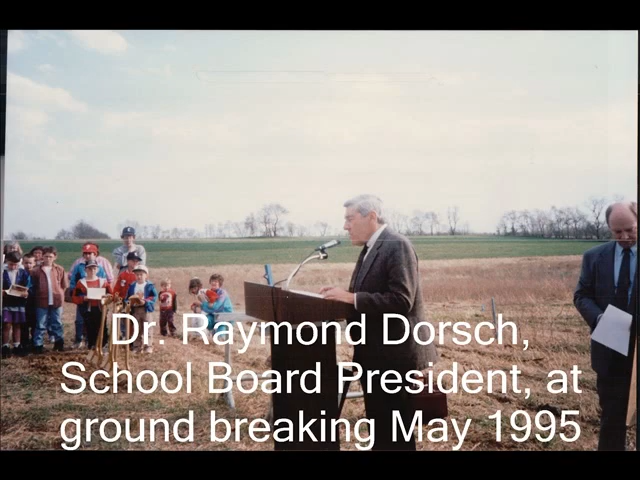 Dr. Raymond Dorsch,
School Board President, at
ground breaking May 1995